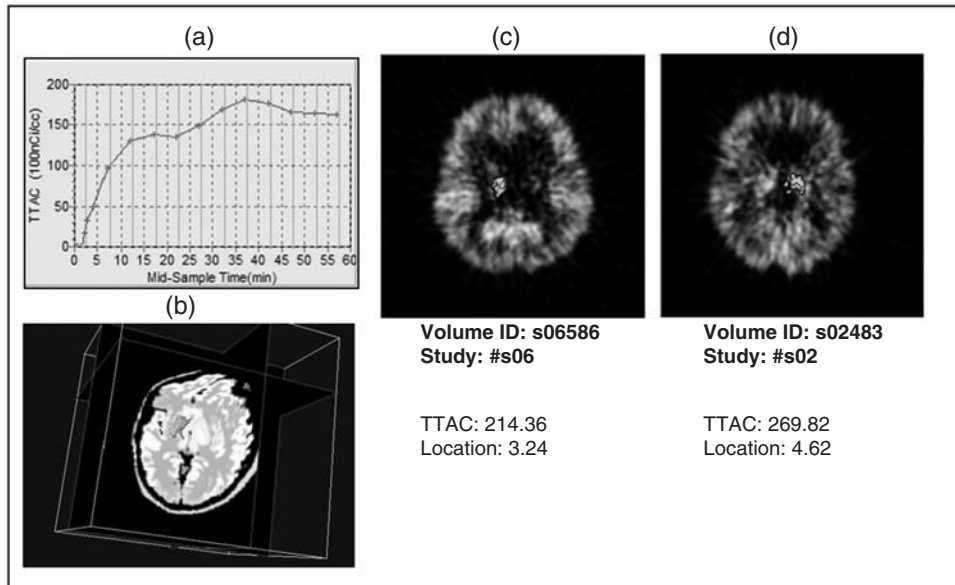 (a)
TTAC (100nCi/cc)
200
150
100
50
0
0 5 10 15 20 25 30 35 40 45 50 55 60
Mid-Sample Time(min)
(b)
(c)
Volume ID: s06586
Study: #s06
TTAC: 214.36
Location: 3.24
(d)
Volume ID: s02483
Study: #s02
TTAC: 269.82
Location: 4.62